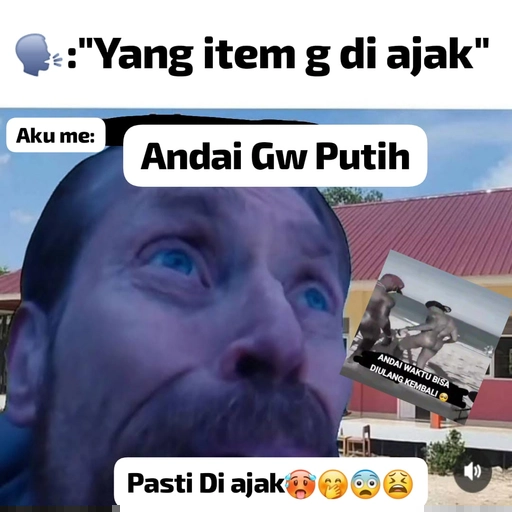 🗣️:"Yang item g di ajak"
Aku me:
Andai Gw Putih
ANDAI WAKTU BISA
DIULANG KEMBALI 🥺
Pasti Di ajak🥵🤭😨😫